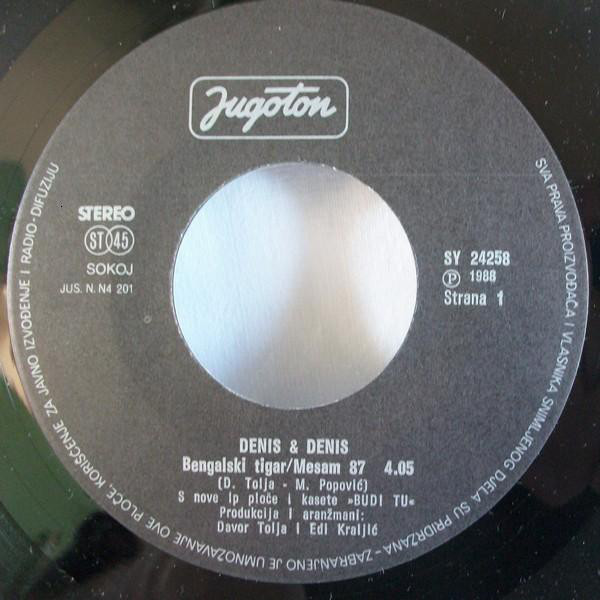 Jugoton
STEREO
ST 45
SOKOJ
JUS. N. N4 201
SY 24258
Ⓟ 1988
Strana 1
DENIS & DENIS
Bengalski tigar/Mesam 87 4.05
(D. Tolja - M. Popović)
S nove lp ploče i kasete »BUDI TU«
Produkcija i aranžmani:
Davor Tolja i Edi Kraljić
SVA PRAVA PROIZVOĐAČA I VLASNIKA SNIMLJENOG DJELA SU PRIDRŽANA - ZABRANJENO JE UMNOŽAVANJE OVE PLOČE, KORIŠĆENJE ZA JAVNO IZVOĐENJE I RADIO-DIFUZIJU